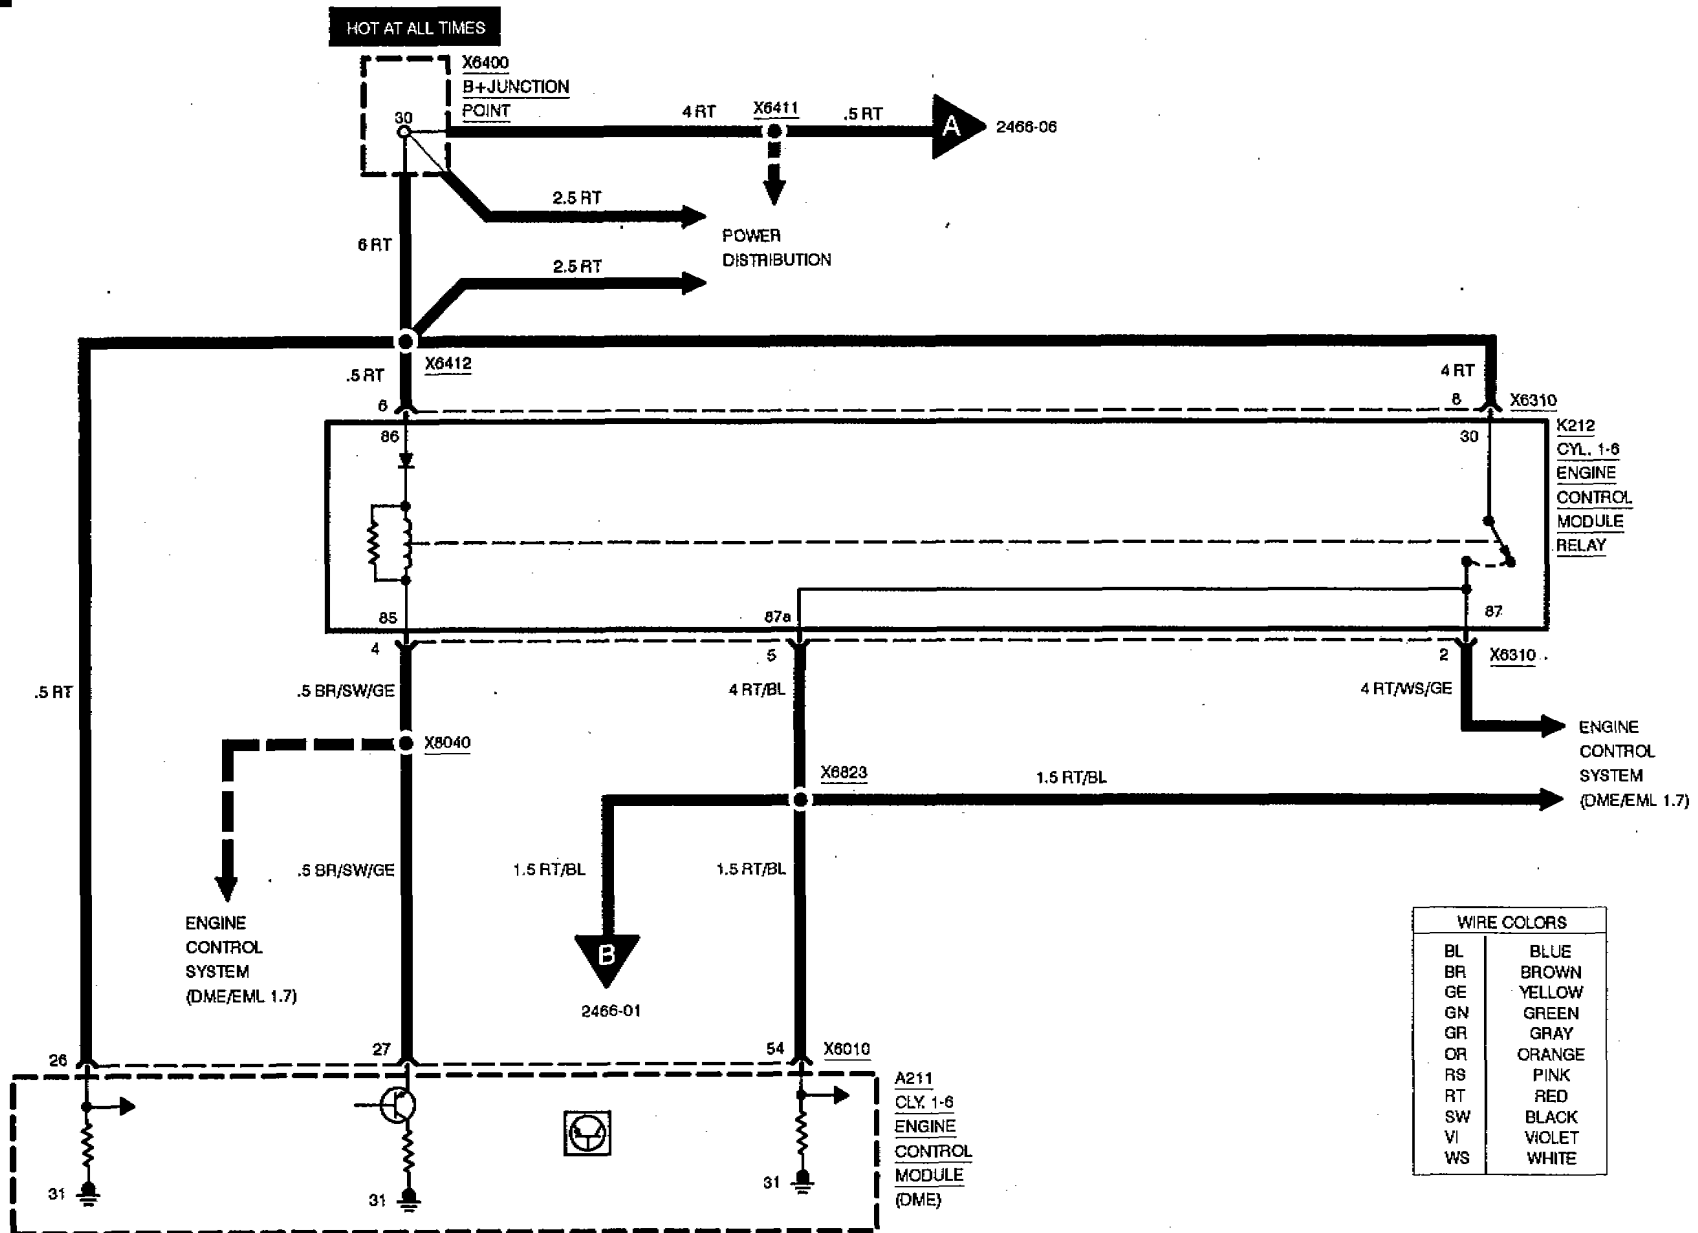 HOT AT ALL TIMES
X6400
B+JUNCTION
POINT
30
4 RT
X6411
.5 RT
A
2466-06
2.5 RT
POWER
DISTRIBUTION
6 RT
2.5 RT
X6412
.5 RT
4 RT
6
8
X6310
86
30
K212
CYL. 1-6
ENGINE
CONTROL
MODULE
RELAY
85
87a
87
4
5
2
X6310
.5 RT
.5 BR/SW/GE
4 RT/BL
4 RT/WS/GE
X8040
ENGINE
CONTROL
SYSTEM
(DME/EML 1.7)
X6823
1.5 RT/BL
.5 BR/SW/GE
1.5 RT/BL
1.5 RT/BL
ENGINE
CONTROL
SYSTEM
(DME/EML 1.7)
B
2466-01
WIRE COLORS
BL BLUE
BR BROWN
GE YELLOW
GN GREEN
GR GRAY
OR ORANGE
RS PINK
RT RED
SW BLACK
VI VIOLET
WS WHITE
26
27
54
X6010
A211
CLY. 1-6
ENGINE
CONTROL
MODULE
(DME)
31
31
31